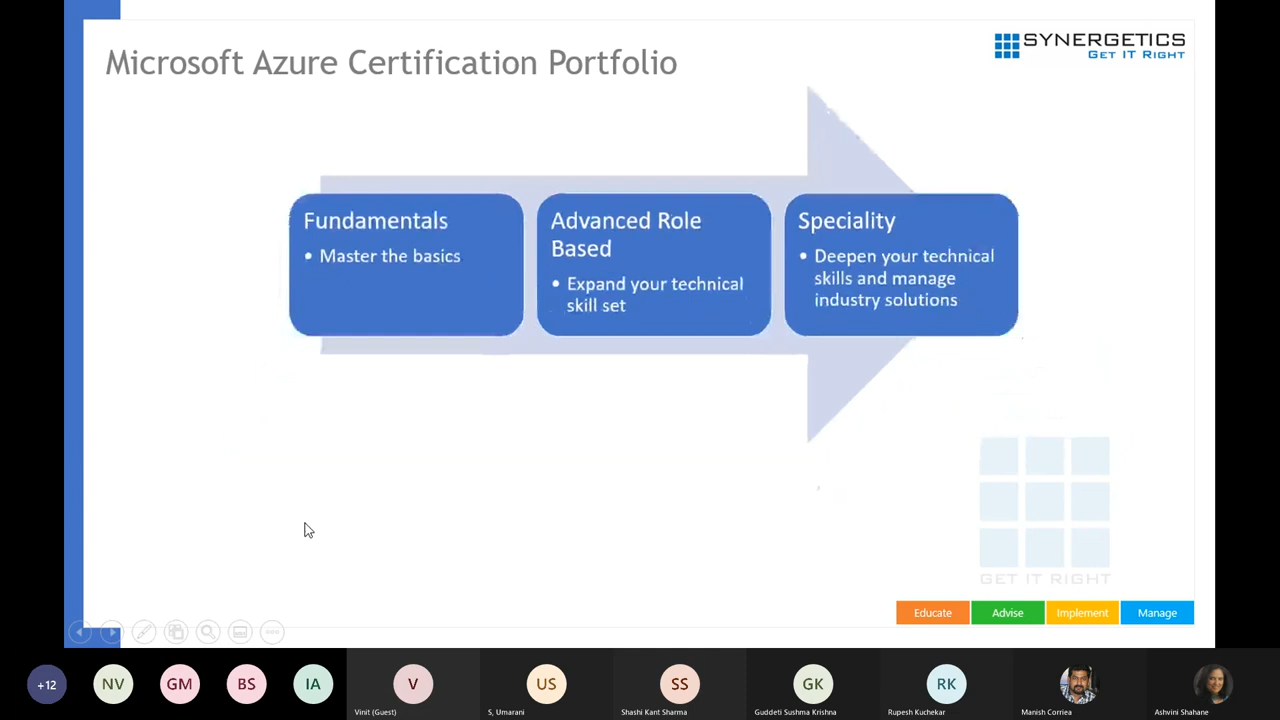 Microsoft Azure Certification Portfolio
SYNERGETICS
GET IT RIGHT
Fundamentals
• Master the basics
Advanced Role
Based
• Expand your technical
skill set
Speciality
• Deepen your technical
skills and manage
industry solutions
GET IT RIGHT
Educate
Advise
Implement
Manage
+12
NV
GM
BS
IA
V
US
SS
GK
RK
Vinit (Guest)
S, Umarani
Shashi Kant Sharma
Guddeti Sushma Krishna
Rupesh Kuchekar
Manish Corriea
Ashvini Shahane